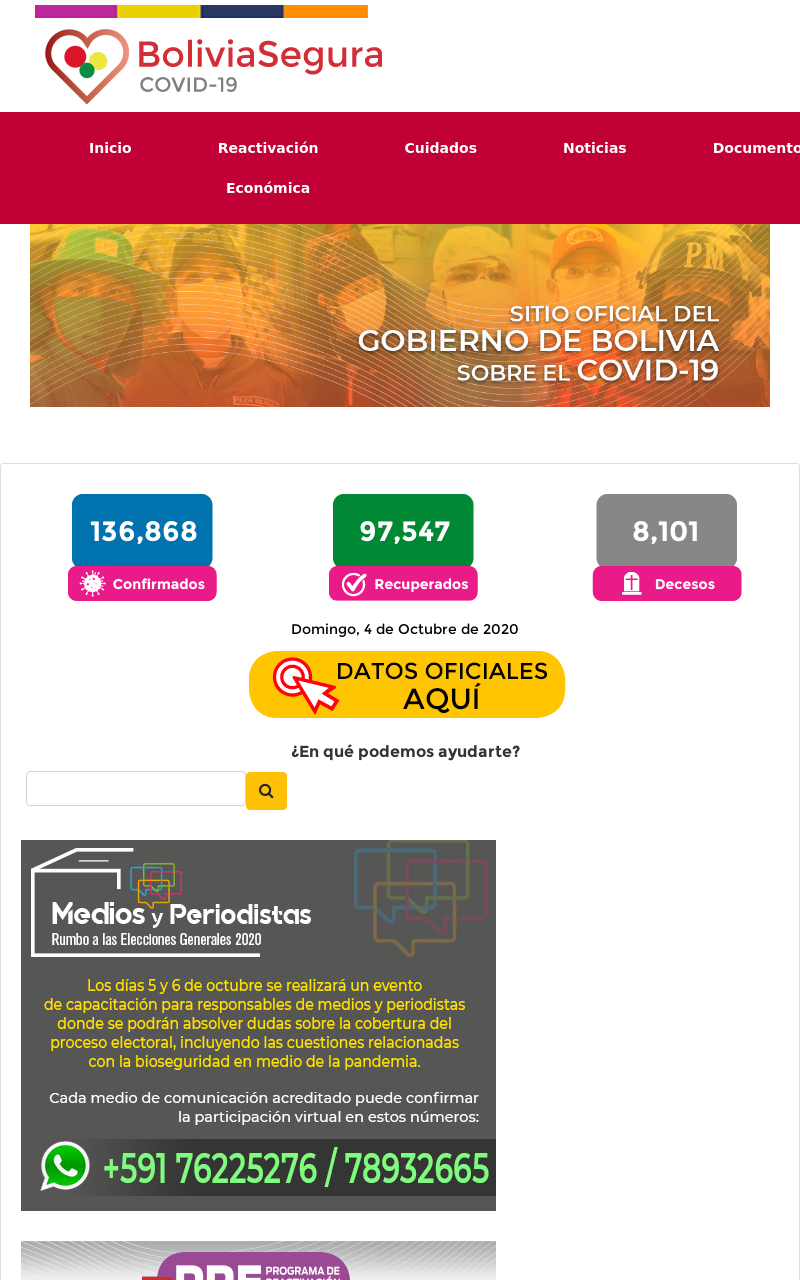 BoliviaSegura
COVID-19
Inicio
Reactivación
Económica
Cuidados
Noticias
Documento
PM
SITIO OFICIAL DEL
GOBIERNO DE BOLIVIA
SOBRE EL COVID-19
136,868
Confirmados
97,547
Recuperados
8,101
Decesos
Domingo, 4 de Octubre de 2020
DATOS OFICIALES
AQUÍ
¿En qué podemos ayudarte?
Medios y Periodistas
Rumbo a las Elecciones Generales 2020
Los días 5 y 6 de octubre se realizará un evento
de capacitación para responsables de medios y periodistas
donde se podrán absolver dudas sobre la cobertura del
proceso electoral, incluyendo las cuestiones relacionadas
con la bioseguridad en medio de la pandemia.
Cada medio de comunicación acreditado puede confirmar
la participación virtual en estos números:
+591 76225276 / 78932665
PROGRAMA DE